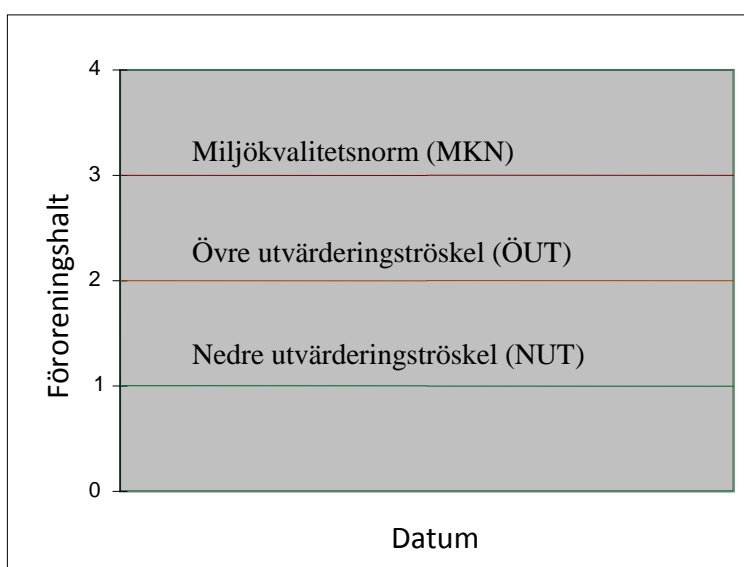 4
Miljökvalitetsnorm (MKN)
3
Övre utvärderingströskel (ÖUT)
2
Nedre utvärderingströskel (NUT)
1
0
Föroreningshalt
Datum